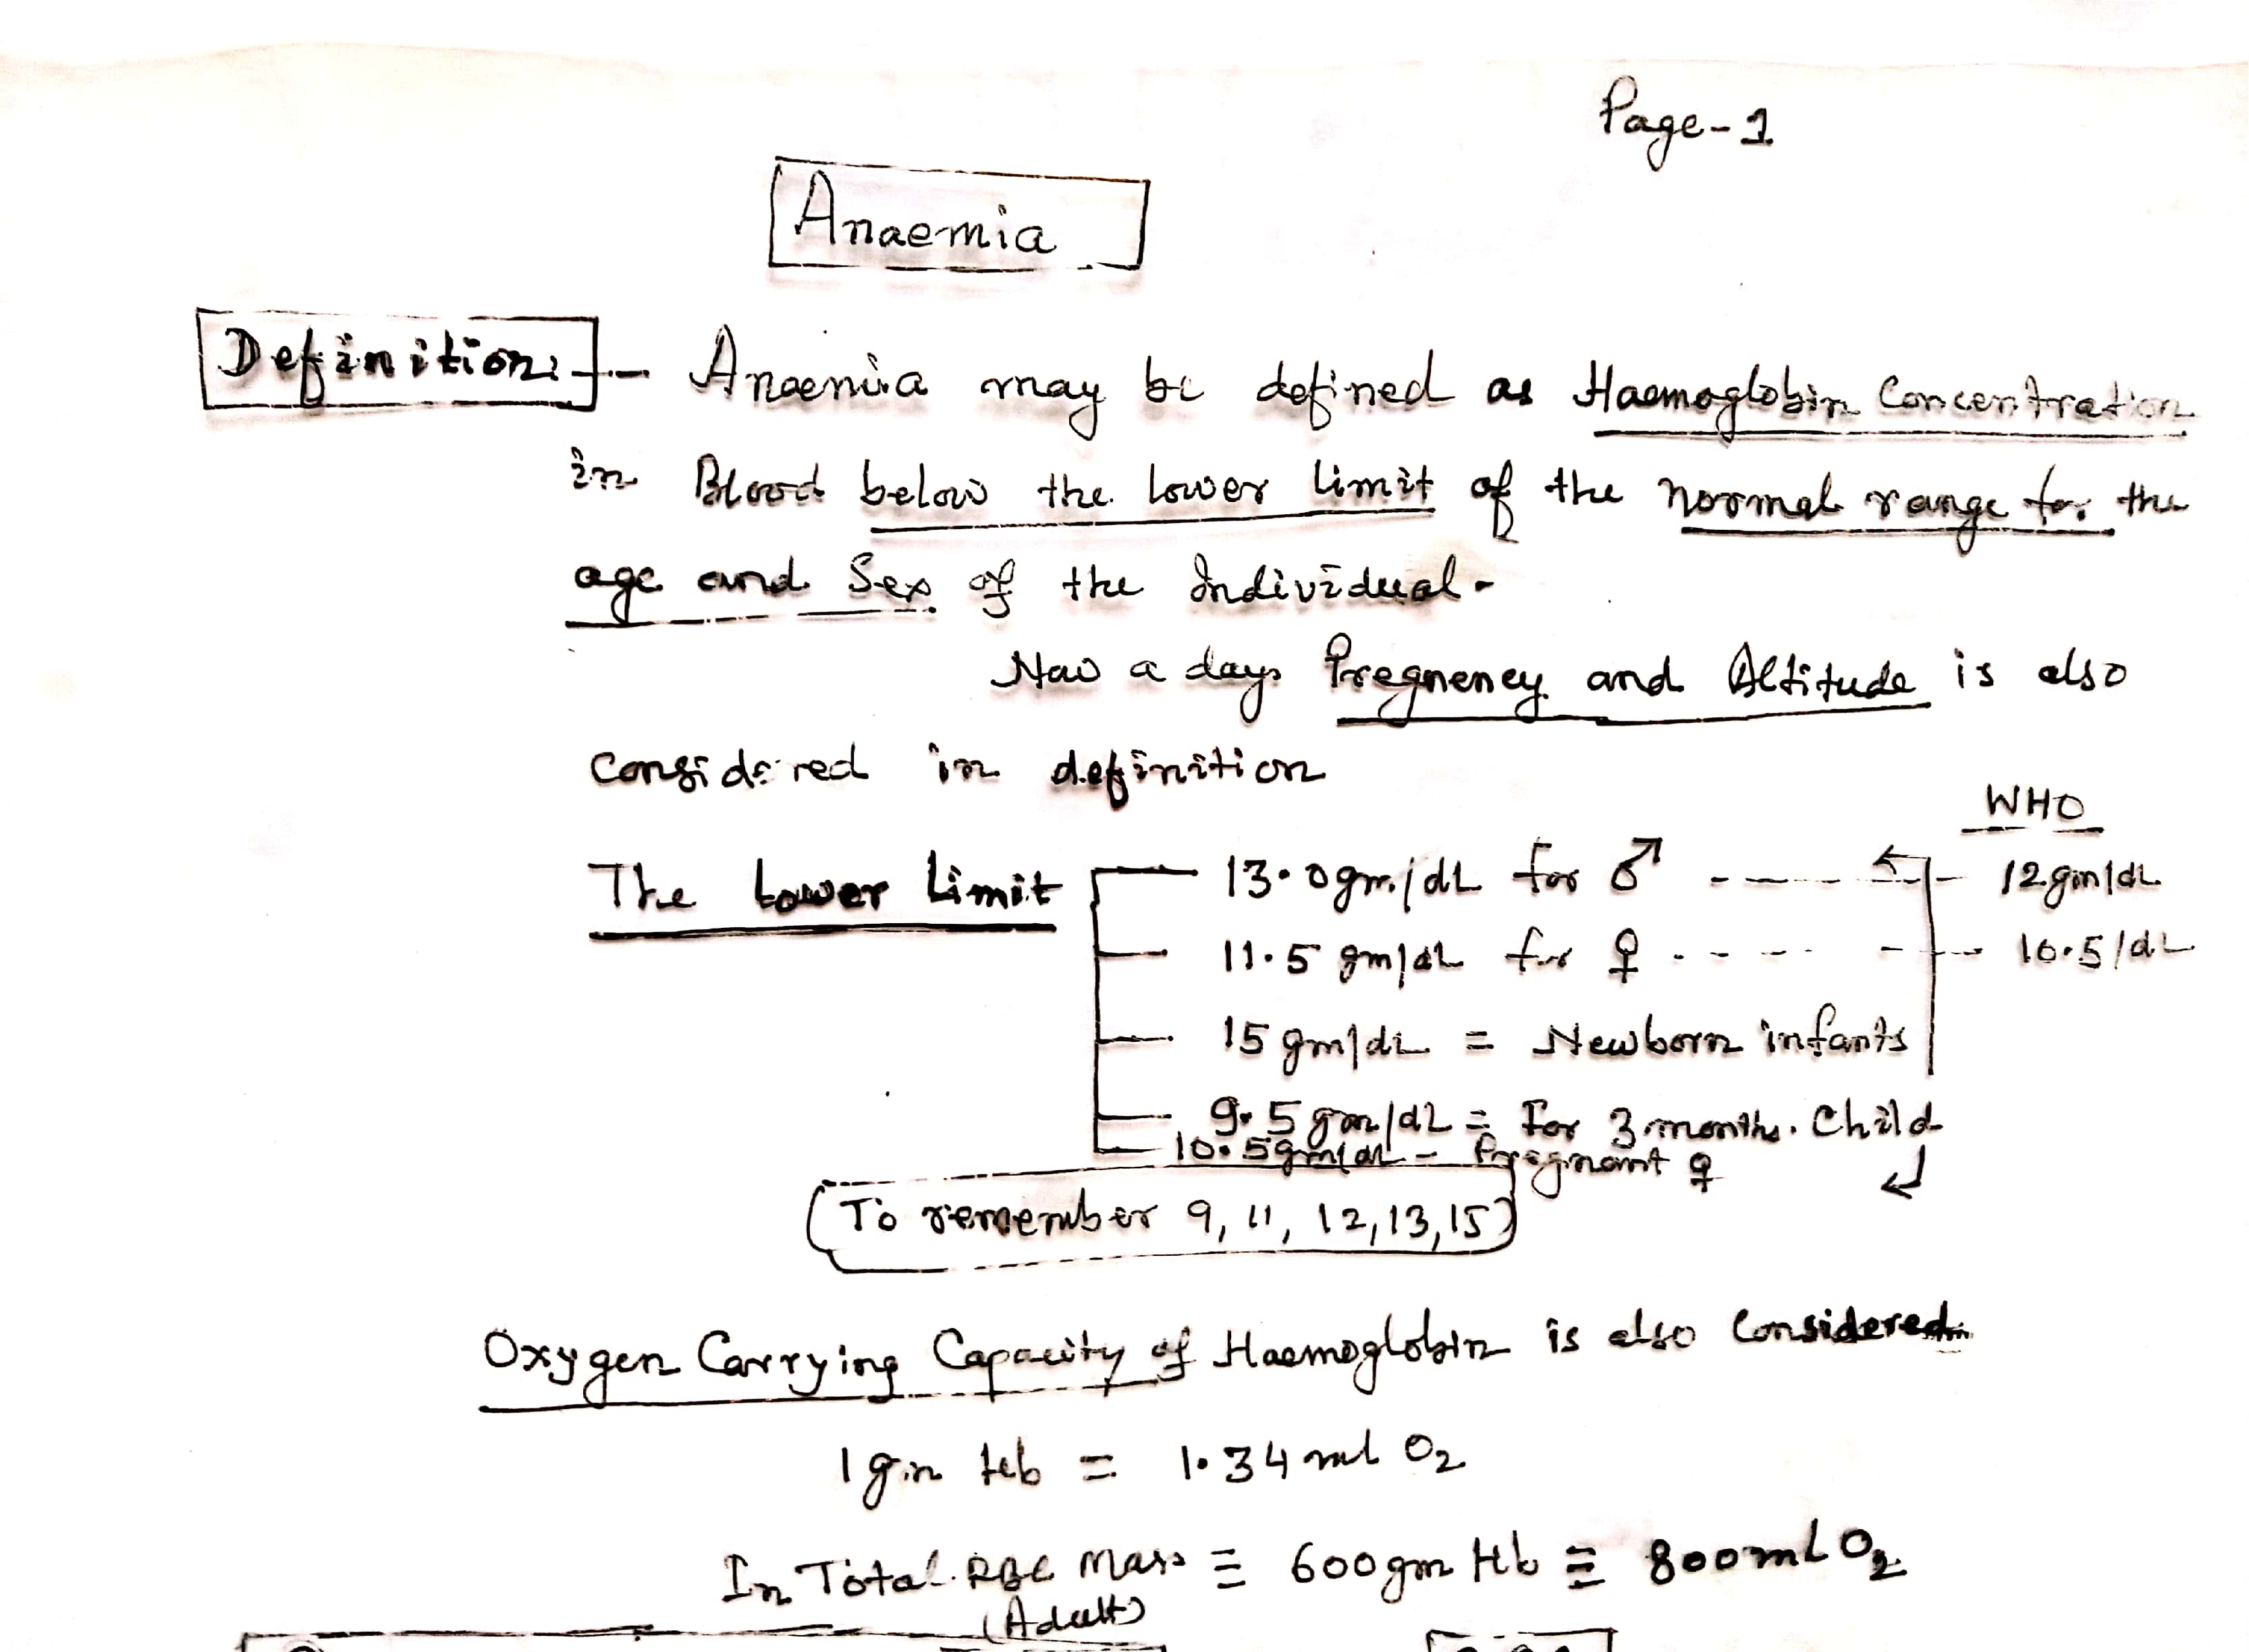 Page-1
Anaemia
Definition:- Anaemia may be defined as Haemoglobin Concentration
in Blood below the lower limit of the normal range for the
age and Sex of the Individual.
Now a days Pregnency and Altitude is also
Considered in definition
WHO
The Lower Limit 13.0gm/dL for ♂ ----- 12gm/dL
11.5 gm/dL for ♀ ----- 10.5/dL
15 gm/dL = Newborn infants
9.5 gm/dL = For 3 months. Child
10.5gm/dL - Pregnant ♀
(To remember 9, 11, 12, 13, 15)
Oxygen Carrying Capacity of Haemoglobin is also Considered
1gm Hb = 1.34 ml O2
In Total RBC Mass ≡ 600gm Hb ≡ 800ml O2
(Adult)